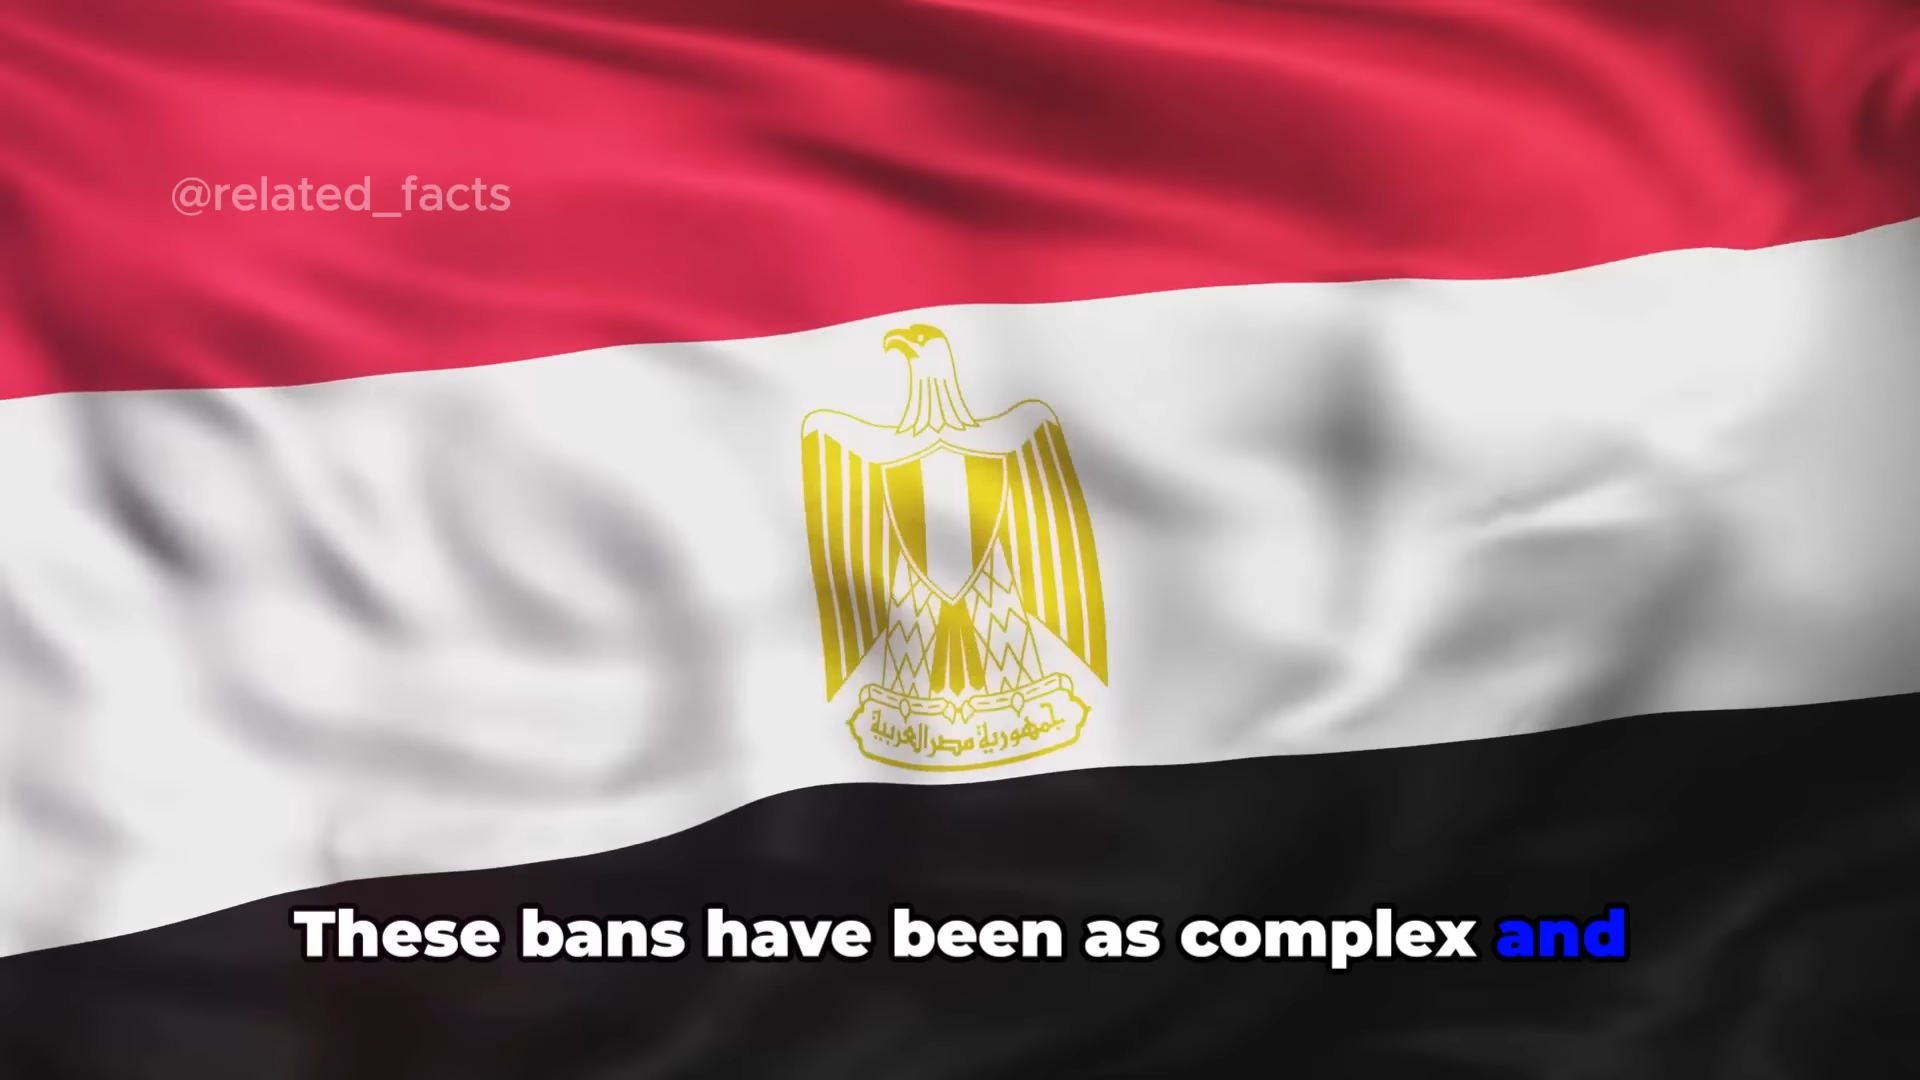 @related_facts
جمهورية مصر العربية
These bans have been as complex and